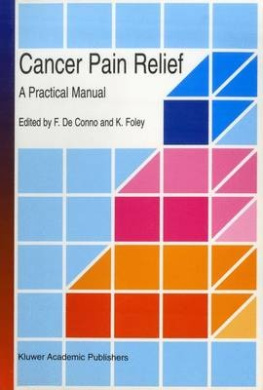 Cancer Pain Relief
A Practical Manual
Edited by F. De Conno and K. Foley
Kluwer Academic Publishers